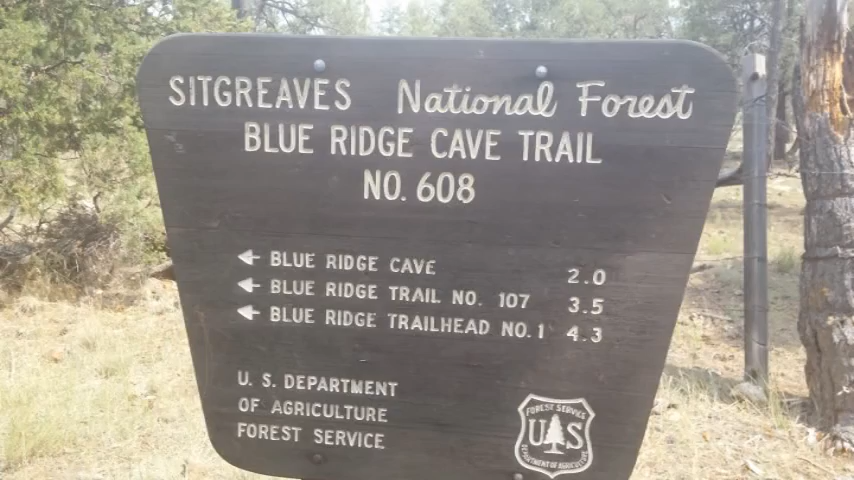 SITGREAVES National Forest
BLUE RIDGE CAVE TRAIL
NO. 608
BLUE RIDGE CAVE 2.0
BLUE RIDGE TRAIL NO. 107 3.5
BLUE RIDGE TRAILHEAD NO. 1 4.3
U. S. DEPARTMENT
OF AGRICULTURE
FOREST SERVICE
FOREST SERVICE
U S
DEPARTMENT OF AGRICULTURE